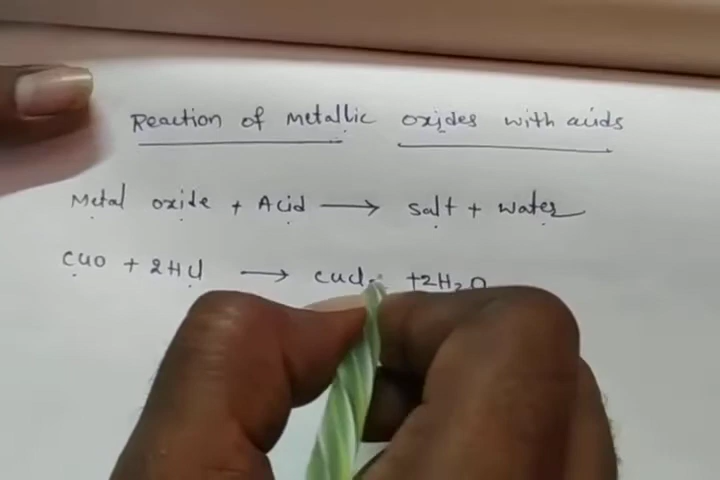 Reaction of metallic oxides with acids
Metal oxide + Acid → salt + water
CuO + 2HCl → CuCl₂ +2H₂O